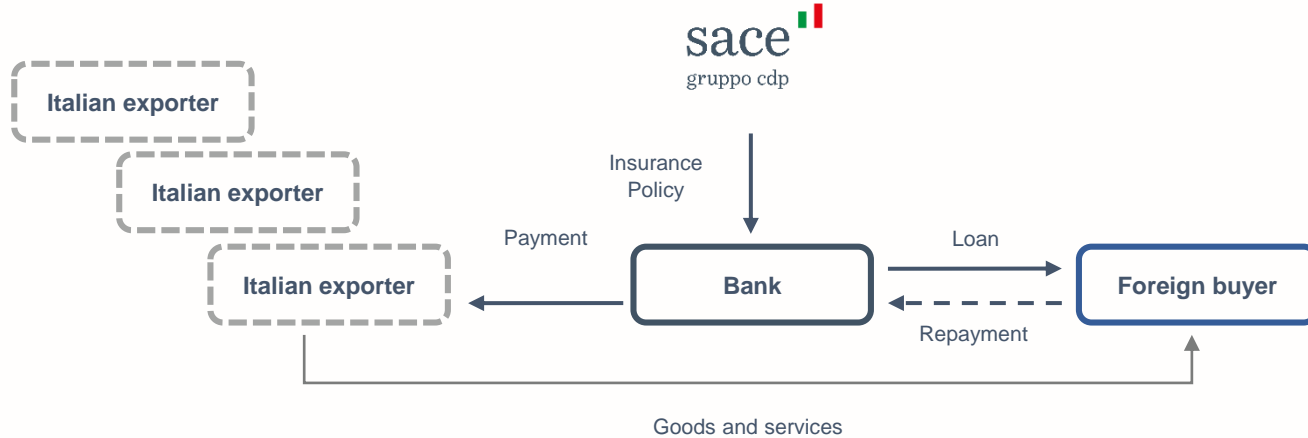 sace
gruppo cdp
Italian exporter
Italian exporter
Insurance
Policy
Payment
Loan
Italian exporter
Bank
Foreign buyer
Repayment
Goods and services